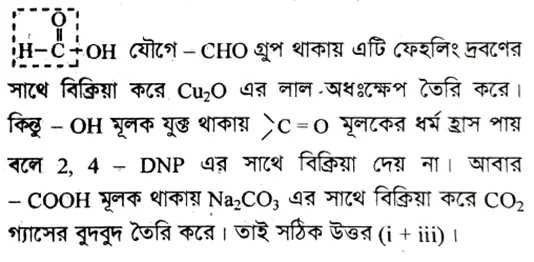 O
H–C–OH যৌগে – CHO গ্রুপ থাকায় এটি ফেহলিং দ্রবণের
সাথে বিক্রিয়া করে Cu₂O এর লাল অধঃক্ষেপ তৈরি করে।
কিন্তু – OH মূলক যুক্ত থাকায় >C = O মূলকের ধর্ম হ্রাস পায়
বলে 2, 4 – DNP এর সাথে বিক্রিয়া দেয় না। আবার
– COOH মূলক থাকায় Na₂CO₃ এর সাথে বিক্রিয়া করে CO₂
গ্যাসের বুদবুদ তৈরি করে। তাই সঠিক উত্তর (i + iii)।